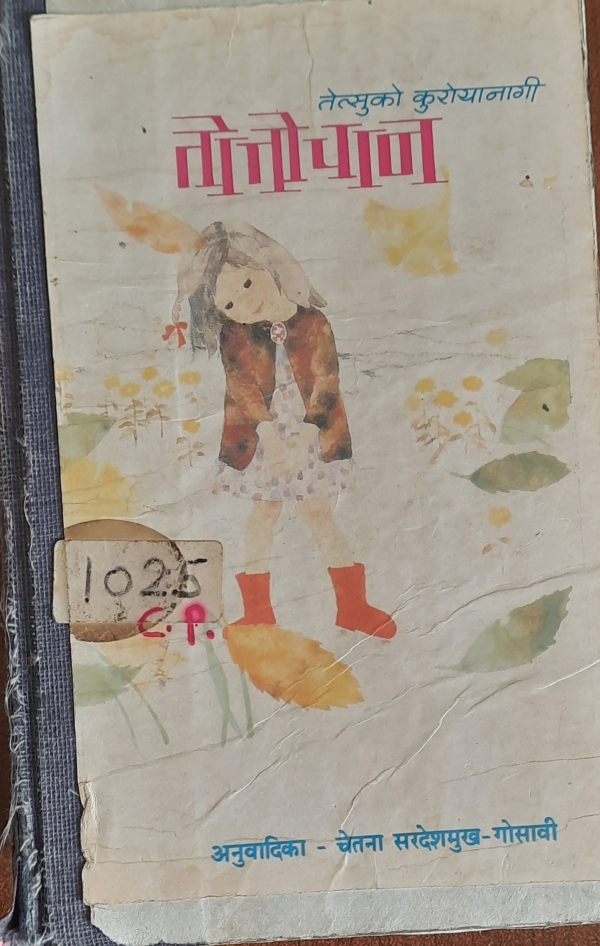 तेत्सुको कुरोयानागी
तोत्तोचान
1025
C.P.
अनुवादिका - चेतना सरदेशमुख-गोसावी